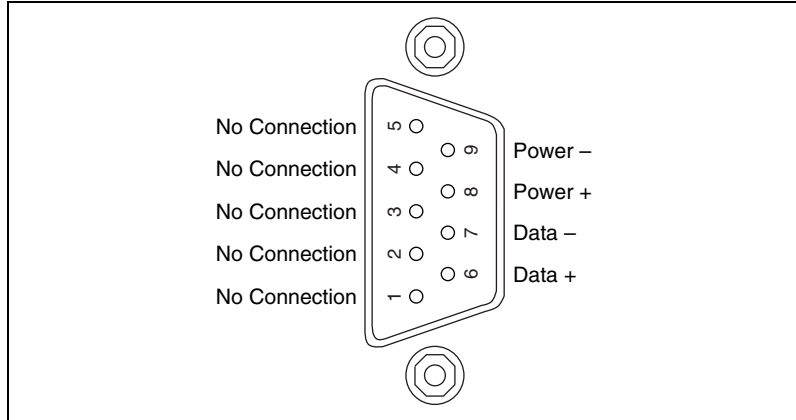 No Connection
No Connection
No Connection
No Connection
No Connection
5
4
3
2
1
9
8
7
6
Power –
Power +
Data –
Data +